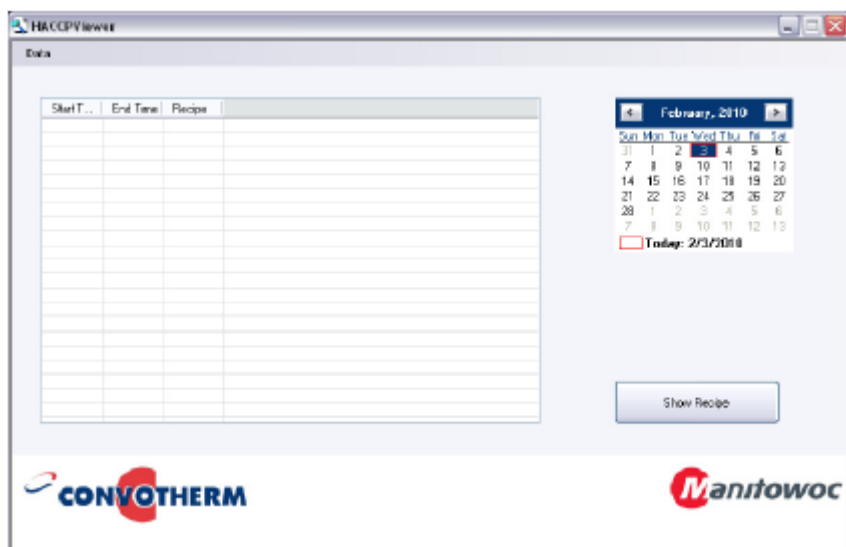 HACCPViewer
Data
Start T... End Time Recipe
February, 2010
Sun Mon Tue Wed Thu Fri Sat
31 1 2 3 4 5 6
7 8 9 10 11 12 13
14 15 16 17 18 19 20
21 22 23 24 25 26 27
28 1 2 3 4 5 6
7 8 9 10 11 12 13
Today: 2/3/2010
Show Recipe
CONVOTHERM
Manitowoc